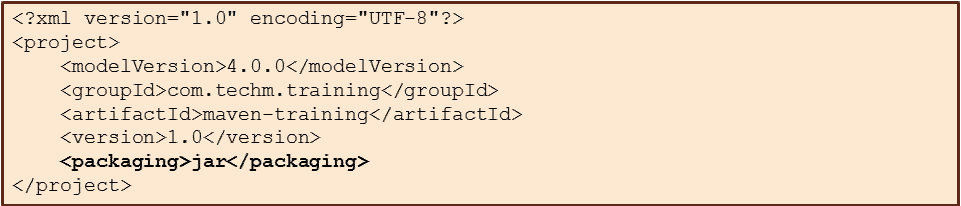 <?xml version="1.0" encoding="UTF-8"?>
<project>
    <modelVersion>4.0.0</modelVersion>
    <groupId>com.techm.training</groupId>
    <artifactId>maven-training</artifactId>
    <version>1.0</version>
    <packaging>jar</packaging>
</project>